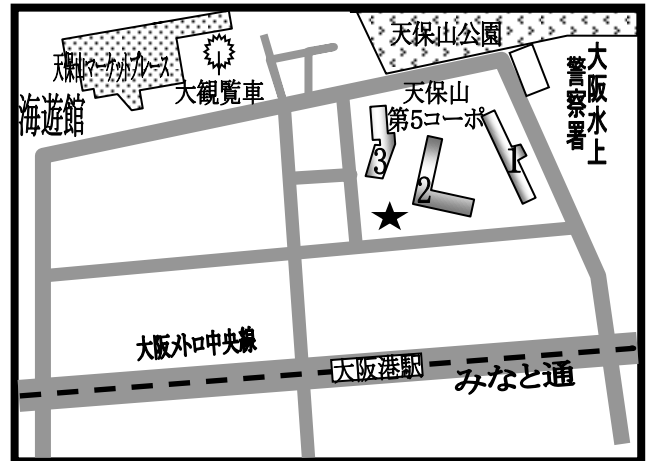 天保山公園
天保山マーケットプレース
大観覧車
海遊館
天保山
第5コーポ
大阪水上
警察署
3
2
1
大阪メトロ中央線
大阪港駅
みなと通